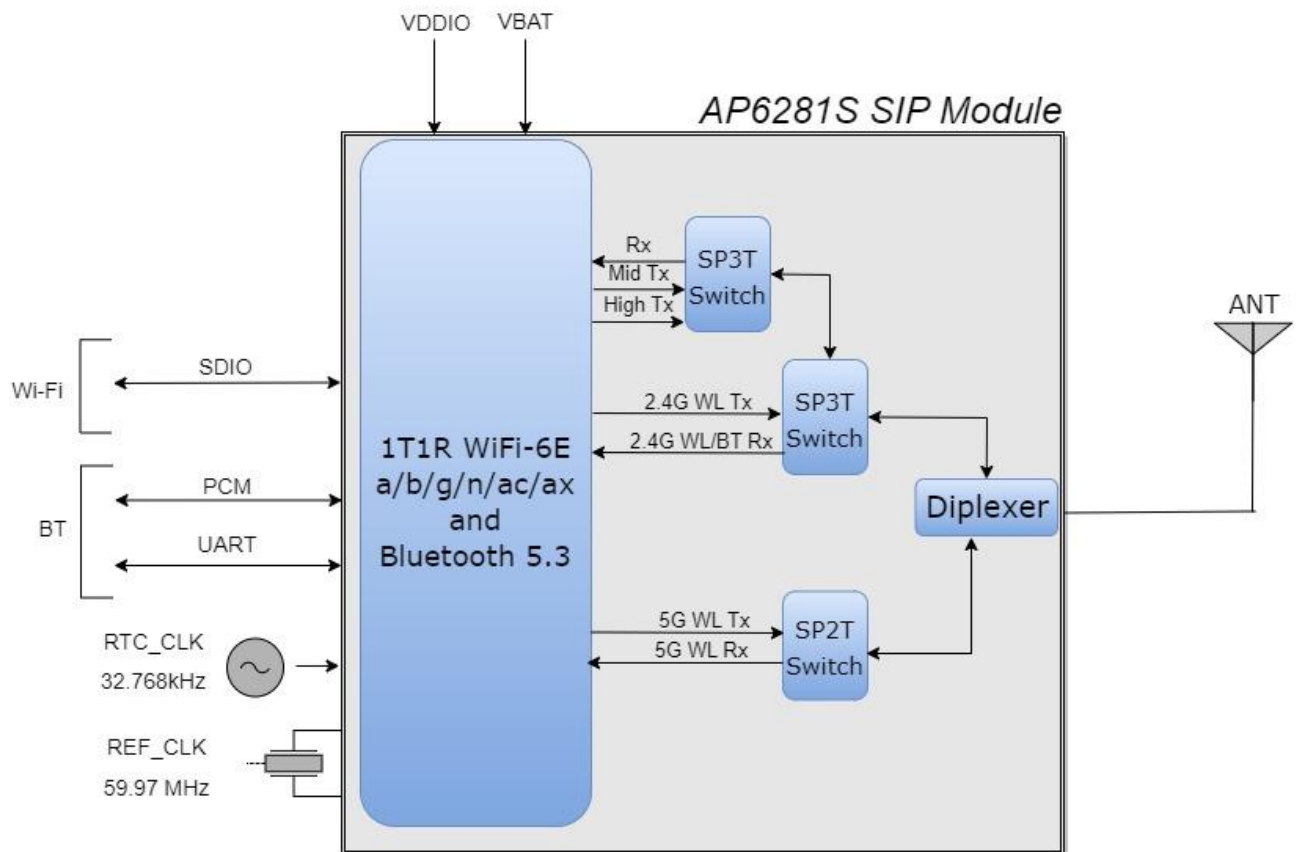 VDDIO
VBAT
AP6281S SIP Module
Rx
Mid Tx
High Tx
SP3T
Switch
ANT
Wi-Fi
SDIO
2.4G WL Tx
2.4G WL/BT Rx
SP3T
Switch
1T1R WiFi-6E
a/b/g/n/ac/ax
and
Bluetooth 5.3
Diplexer
BT
PCM
UART
5G WL Tx
5G WL Rx
SP2T
Switch
RTC_CLK
32.768kHz
REF_CLK
59.97 MHz